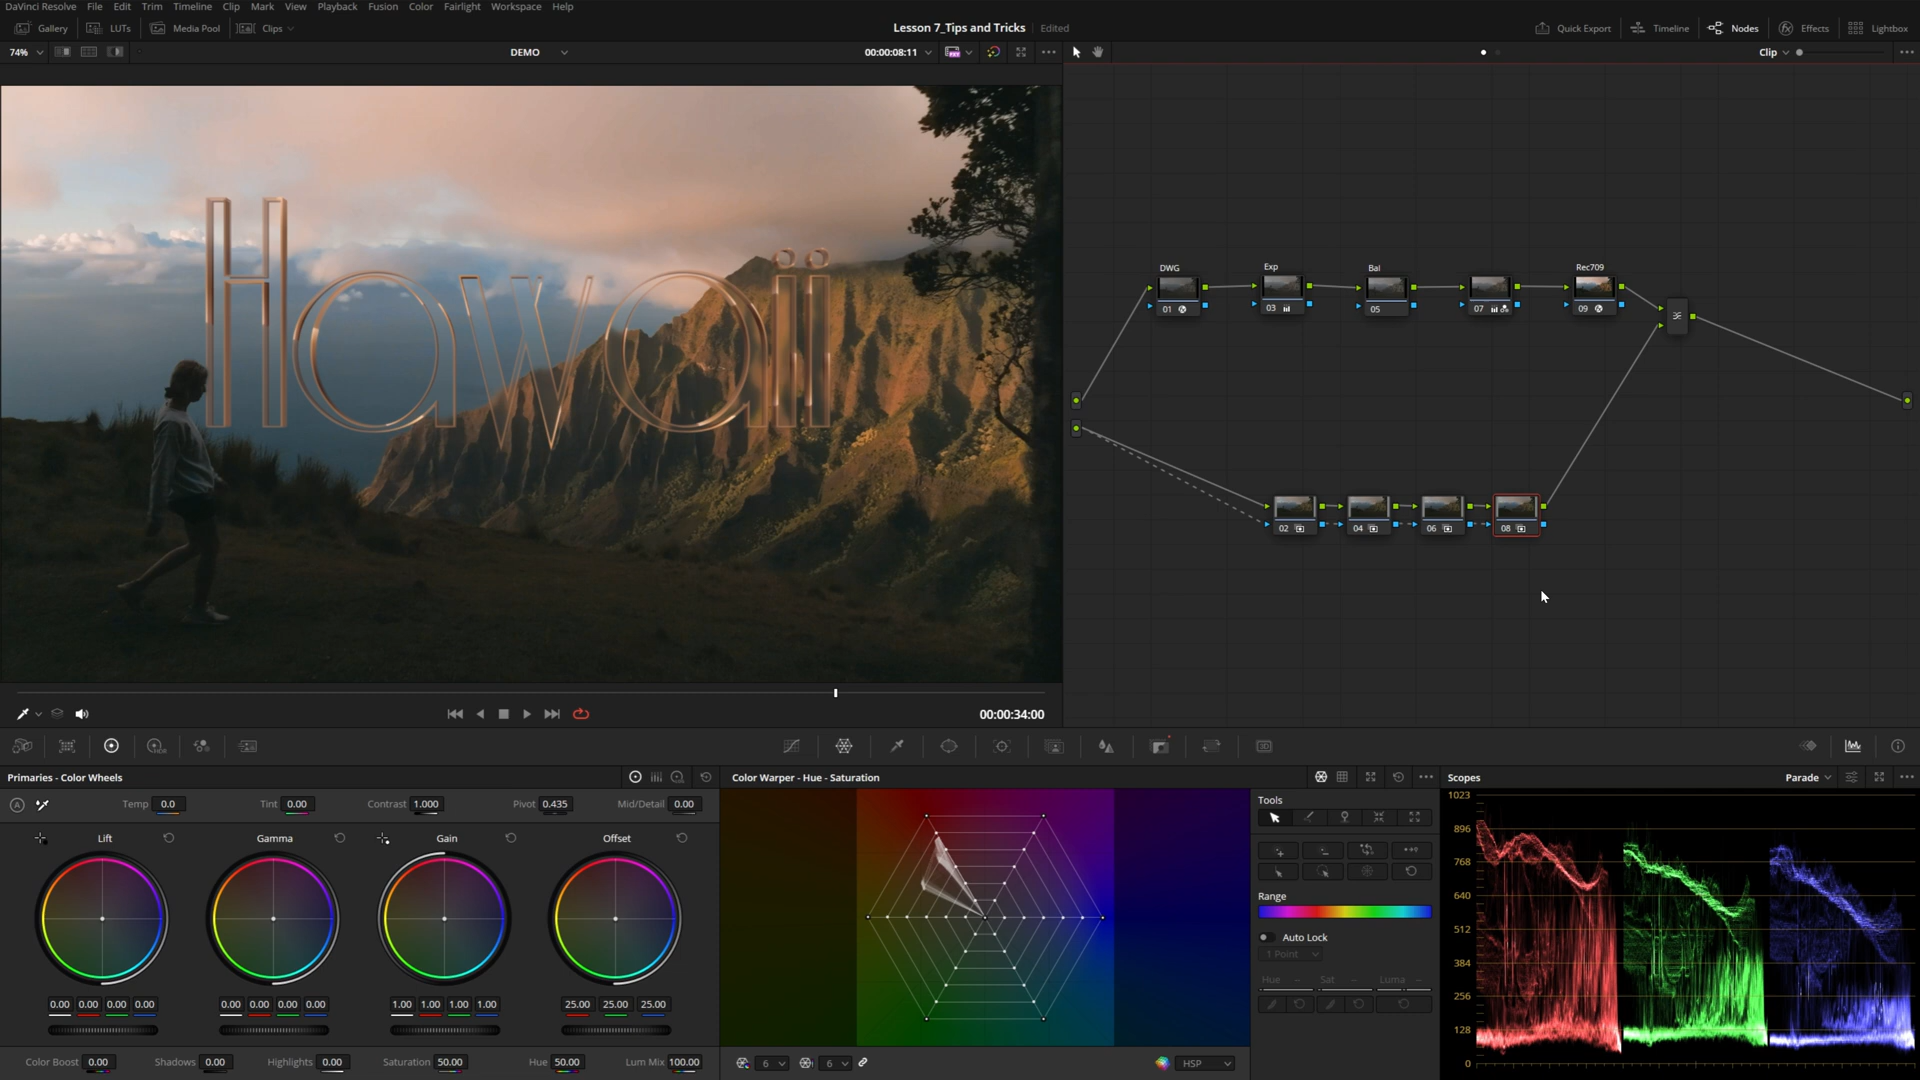 DaVinci Resolve File Edit Trim Timeline Clip Mark View Playback Fusion Color Fairlight Workspace Help
Gallery LUTs Media Pool Clips Lesson 7_Tips and Tricks Edited Quick Export Timeline Nodes Effects Lightbox
74% DEMO 00:00:08:11 Clip
Hawaii
DWG Exp Bal Rec709
01 03 05 07 09
02 04 06 08
00:00:34:00
Primaries - Color Wheels Color Warper - Hue - Saturation Scopes Parade
Temp 0.0 Tint 0.00 Contrast 1.000 Pivot 0.435 Mid/Detail 0.00
Tools
Lift Gamma Gain Offset
Range
Auto Lock
1 Point
Hue Sat Luma
0.00 0.00 0.00 0.00 0.00 0.00 0.00 0.00 1.00 1.00 1.00 1.00 25.00 25.00 25.00
Color Boost 0.00 Shadows 0.00 Highlights 0.00 Saturation 50.00 Hue 50.00 Lum Mix 100.00
6 6 HSP
1023
896
768
640
512
384
256
128
0